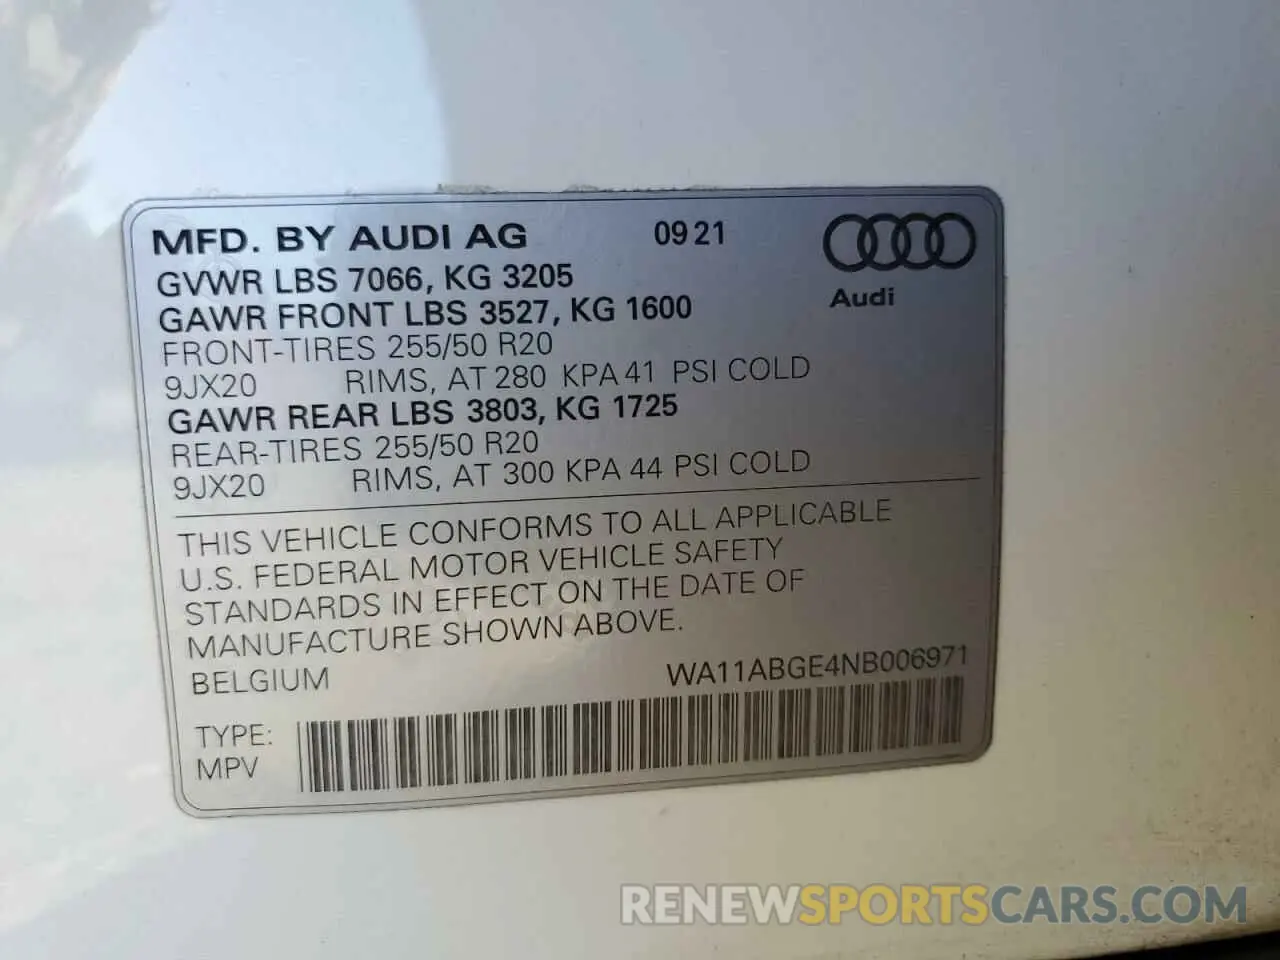 MFD. BY AUDI AG 09 21
GVWR LBS 7066, KG 3205
GAWR FRONT LBS 3527, KG 1600
Audi
FRONT-TIRES 255/50 R20
9JX20 RIMS, AT 280 KPA 41 PSI COLD
GAWR REAR LBS 3803, KG 1725
REAR-TIRES 255/50 R20
9JX20 RIMS, AT 300 KPA 44 PSI COLD
THIS VEHICLE CONFORMS TO ALL APPLICABLE
U.S. FEDERAL MOTOR VEHICLE SAFETY
STANDARDS IN EFFECT ON THE DATE OF
MANUFACTURE SHOWN ABOVE.
BELGIUM WA11ABGE4NB006971
TYPE:
MPV
RENEWSPORTSCARS.COM